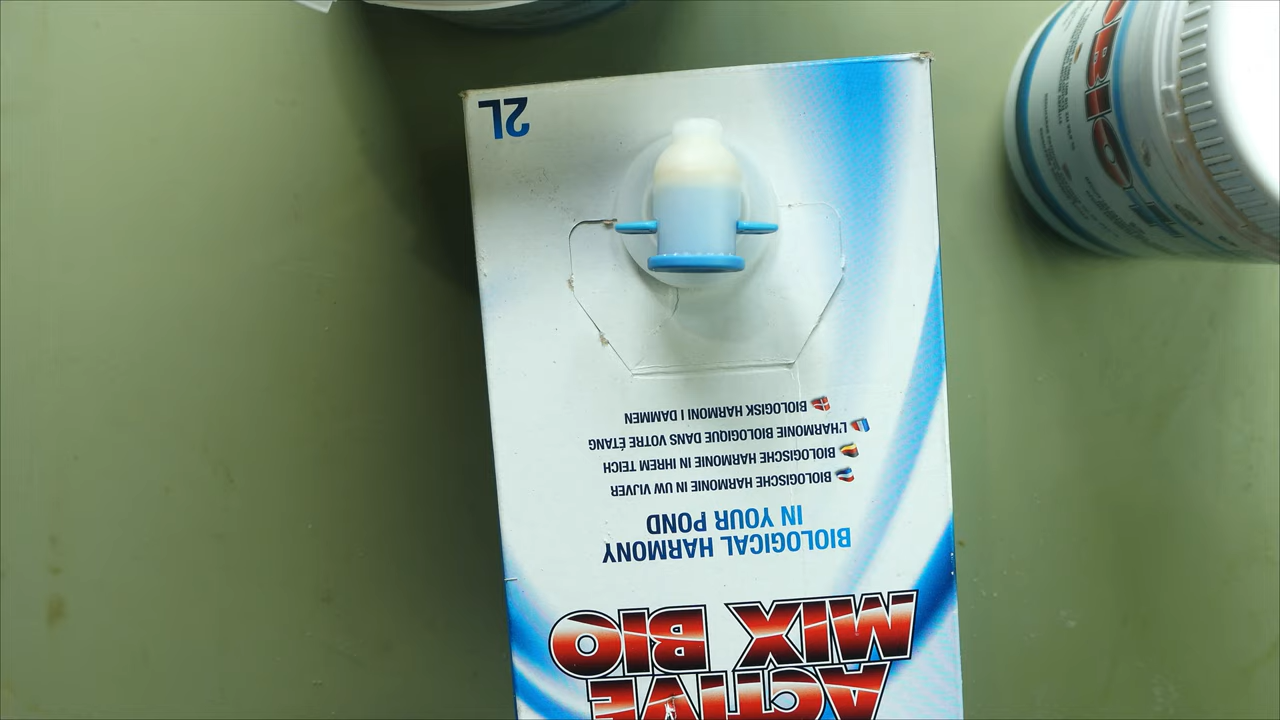 ACTIVE
MIX BIO
BIOLOGICAL HARMONY
IN YOUR POND
BIOLOGISCHE HARMONIE IN UW VIJVER
BIOLOGISCHE HARMONIE IN IHREM TEICH
L'HARMONIE BIOLOGIQUE DANS VOTRE ÉTANG
BIOLOGISK HARMONI I DAMMEN
2L